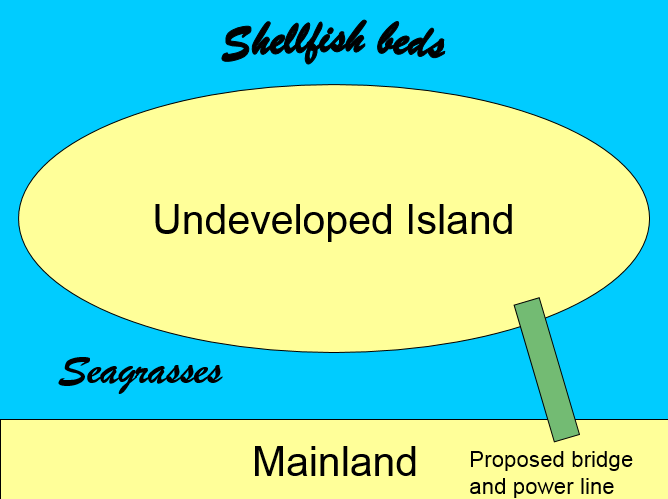 Shellfish beds
Undeveloped Island
Seagrasses
Mainland
Proposed bridge
and power line